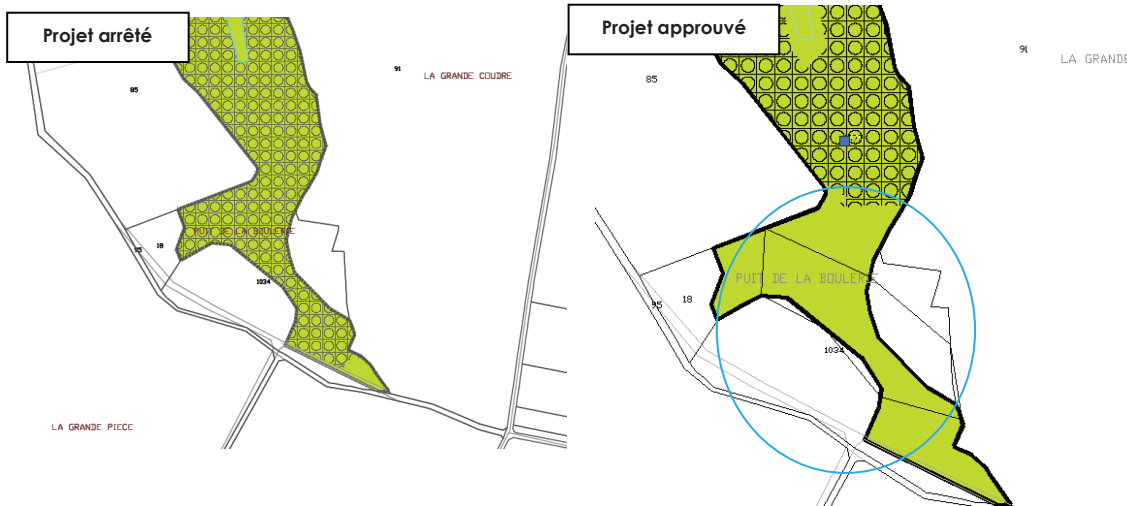 Projet arrêté
91
LA GRANDE COUDRE
85
PUIT DE LA BOULERIE
95
18
1034
LA GRANDE PIECE
Projet approuvé
91
LA GRANDE
85
PUIT DE LA BOULERIE
95
18
1034